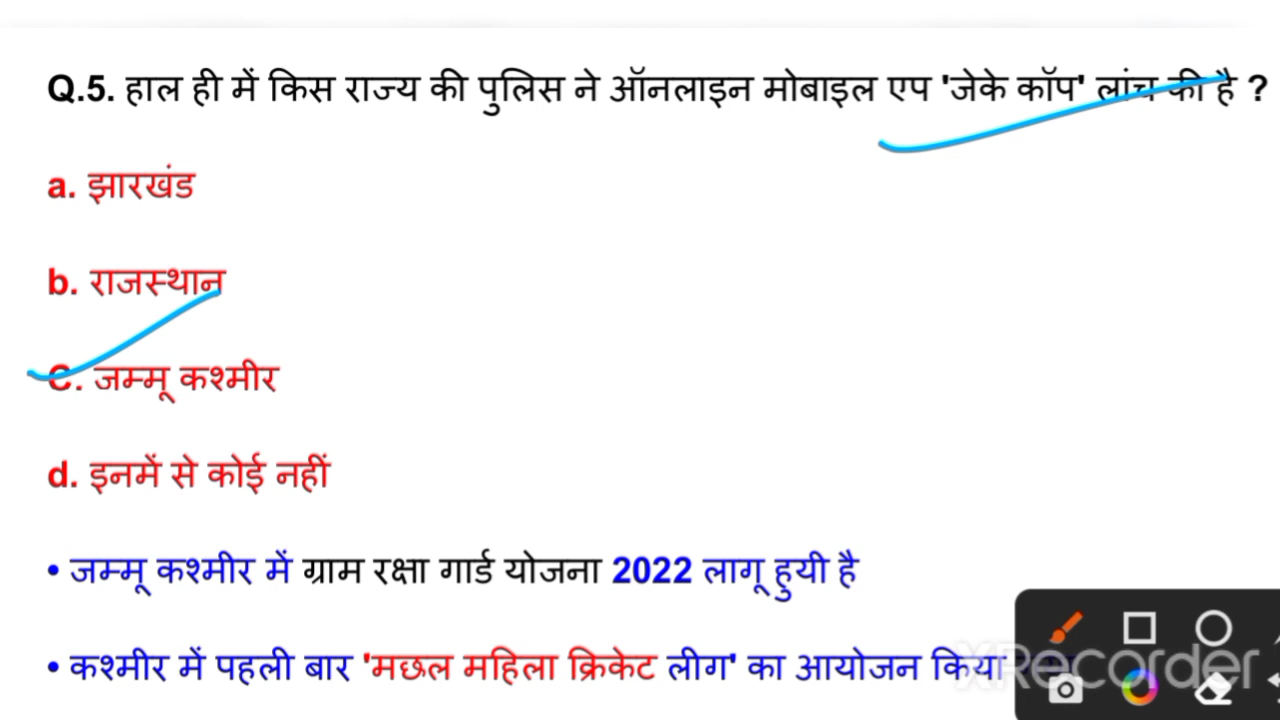 Q.5. हाल ही में किस राज्य की पुलिस ने ऑनलाइन मोबाइल एप 'जेके कॉप' लांच की है ?
a. झारखंड
b. राजस्थान
C. जम्मू कश्मीर
d. इनमें से कोई नहीं
• जम्मू कश्मीर में ग्राम रक्षा गार्ड योजना 2022 लागू हुयी है
• कश्मीर में पहली बार 'मछल महिला क्रिकेट लीग' का आयोजन किया
XRecorder